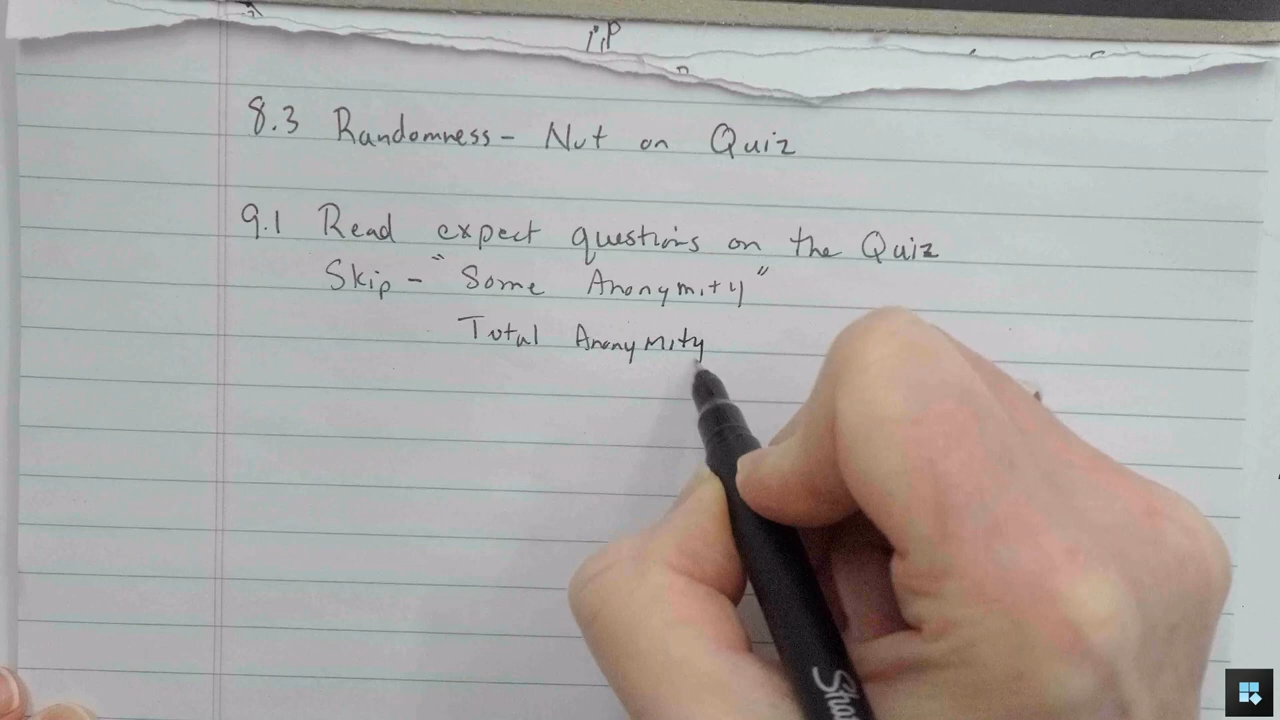 8.3 Randomness - Not on Quiz
9.1 Read expect questions on the Quiz
Skip - "Some Anonymity"
Total Anonymity
Shar